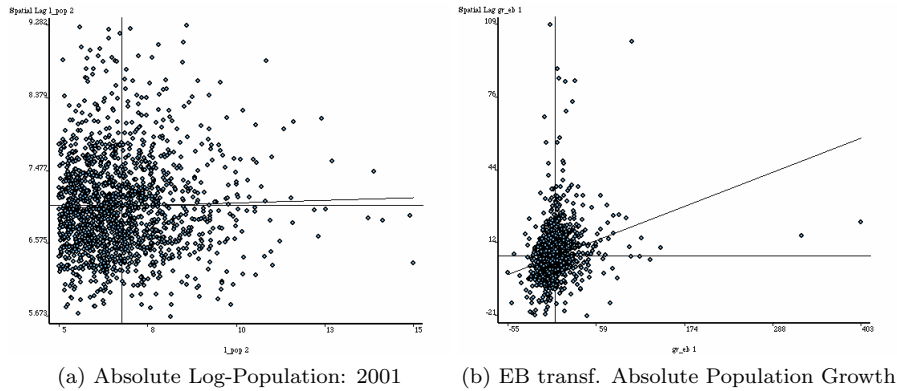 Spatial Lag l_pop 2
9.282
8.379
7.477
6.575
5.673
5 8 10 13 15
l_pop 2
(a) Absolute Log-Population: 2001
Spatial Lag gr_eb 1
109
76
44
12
-21
-55 59 174 288 403
gr_eb 1
(b) EB transf. Absolute Population Growth